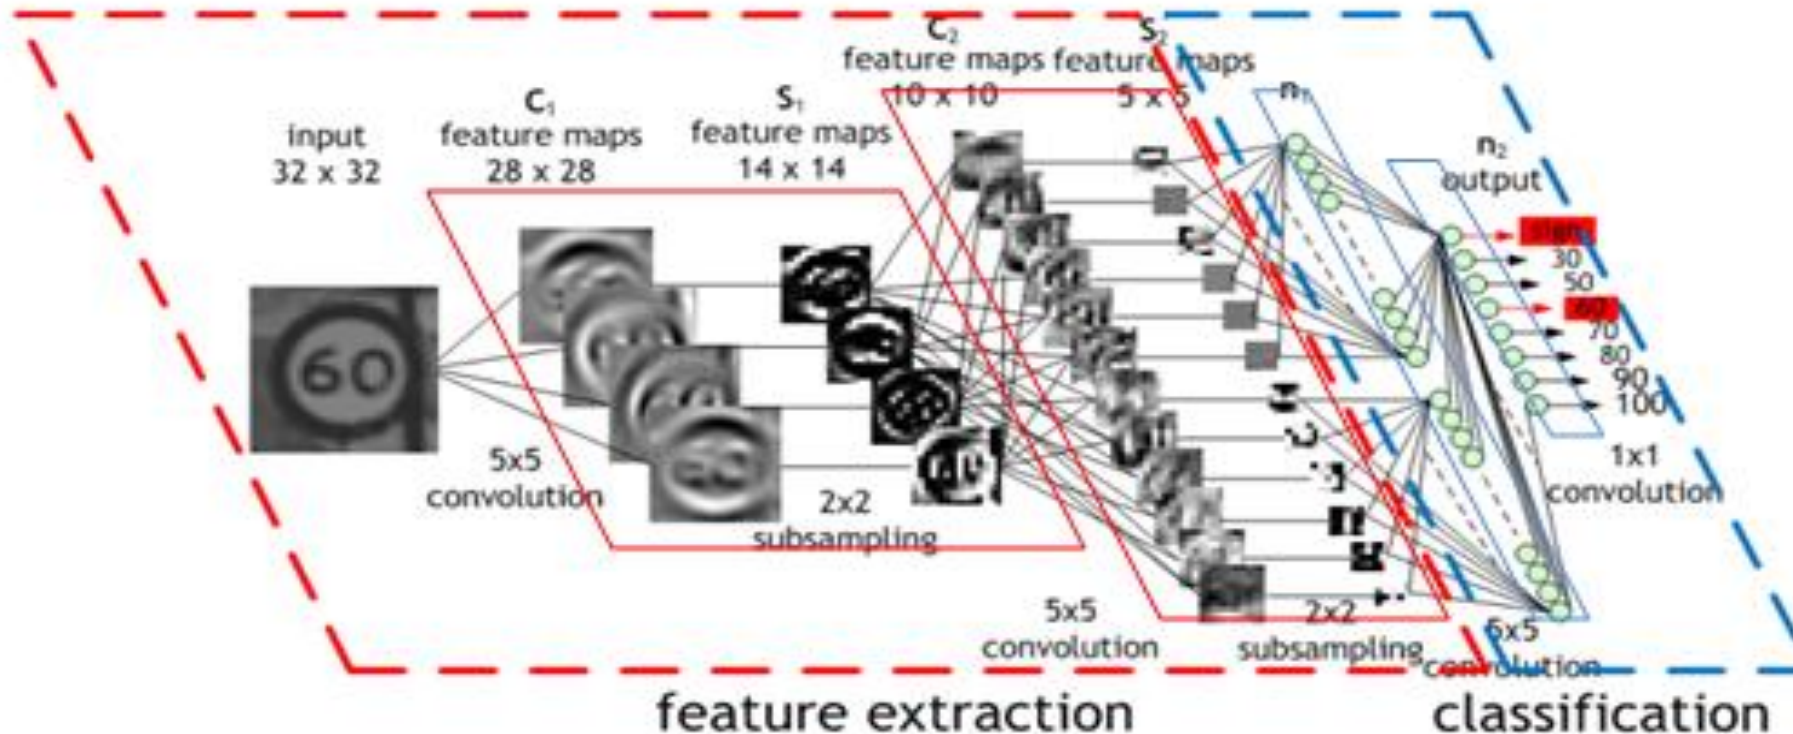 input
32 x 32
C₁
feature maps
28 x 28
S₁
feature maps
14 x 14
C₂
feature maps
10 x 10
S₂
feature maps
5 x 5
n₁
n₂
output
60
sign
30
50
60
70
80
90
100
5x5
convolution
2x2
subsampling
5x5
convolution
2x2
subsampling
5x5
convolution
1x1
convolution
feature extraction
classification